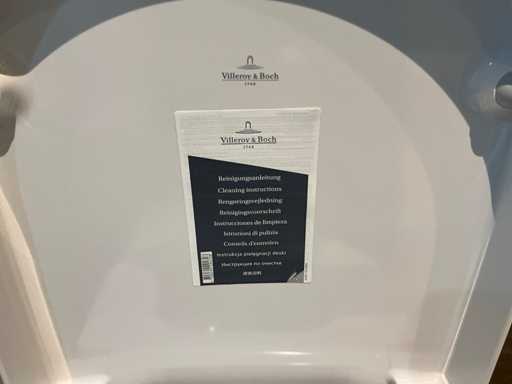 Villeroy & Boch
1748
Villeroy & Boch
1748
Reinigungsanleitung
Cleaning instructions
Rengøringsvejledning
Reinigingsvoorschrift
Instrucciones de limpieza
Istruzioni di pulizia
Conseils d'entretien
Instrukcja pielęgnacji deski
Инструкция по очистке